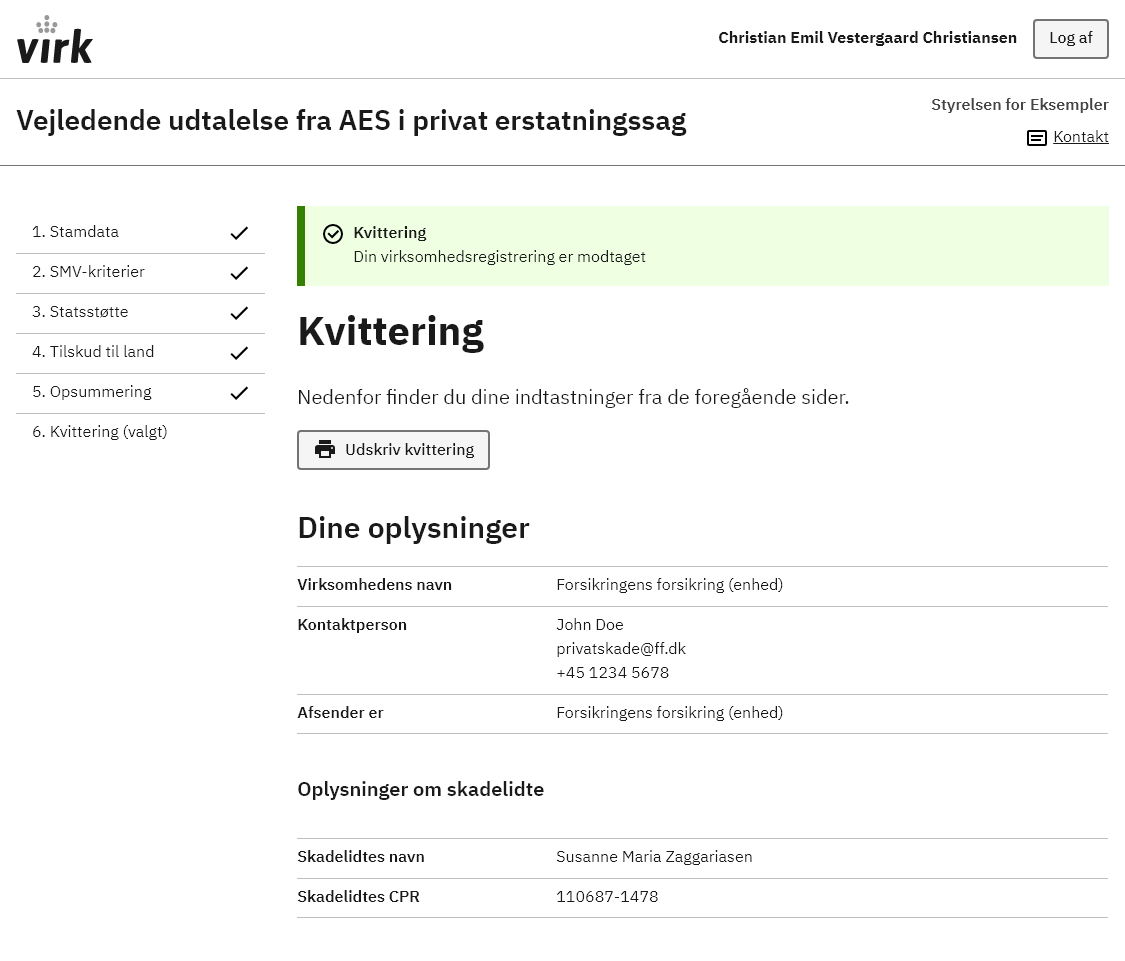 virk
Christian Emil Vestergaard Christiansen
Log af
Vejledende udtalelse fra AES i privat erstatningssag
Styrelsen for Eksempler
Kontakt
1. Stamdata
2. SMV-kriterier
3. Statsstøtte
4. Tilskud til land
5. Opsummering
6. Kvittering (valgt)
Kvittering
Din virksomhedsregistrering er modtaget
Kvittering
Nedenfor finder du dine indtastninger fra de foregående sider.
Udskriv kvittering
Dine oplysninger
Virksomhedens navn Forsikringens forsikring (enhed)
Kontaktperson John Doe
privatskade@ff.dk
+45 1234 5678
Afsender er Forsikringens forsikring (enhed)
Oplysninger om skadelidte
Skadelidtes navn Susanne Maria Zaggariasen
Skadelidtes CPR 110687-1478